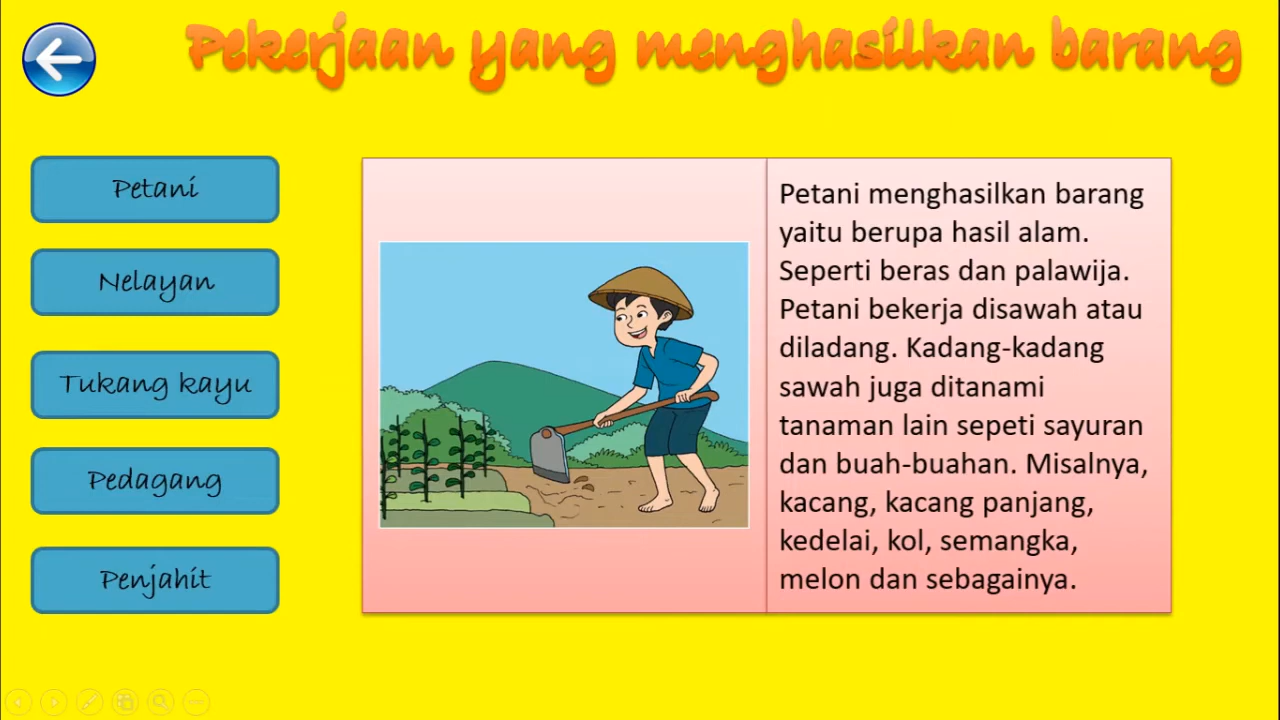 Pekerjaan yang menghasilkan barang
Petani
Nelayan
Tukang kayu
Pedagang
Penjahit
Petani menghasilkan barang
yaitu berupa hasil alam.
Seperti beras dan palawija.
Petani bekerja disawah atau
diladang. Kadang-kadang
sawah juga ditanami
tanaman lain sepeti sayuran
dan buah-buahan. Misalnya,
kacang, kacang panjang,
kedelai, kol, semangka,
melon dan sebagainya.